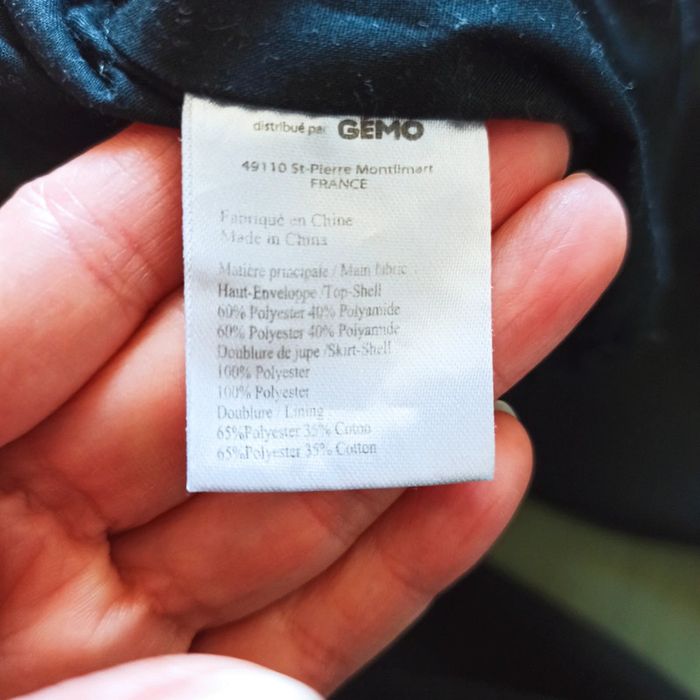 distribué par GÉMO
49110 St-Pierre Montlimart
FRANCE
Fabriqué en Chine
Made in China
Matière principale / Main fabric
Haut-Enveloppe /Top-Shell
60% Polyester 40% Polyamide
60% Polyester 40% Polyamide
Doublure de jupe /Skirt-Shell
100% Polyester
100% Polyester
Doublure / Lining
65%Polyester 35% Coton
65%Polyester 35% Cotton